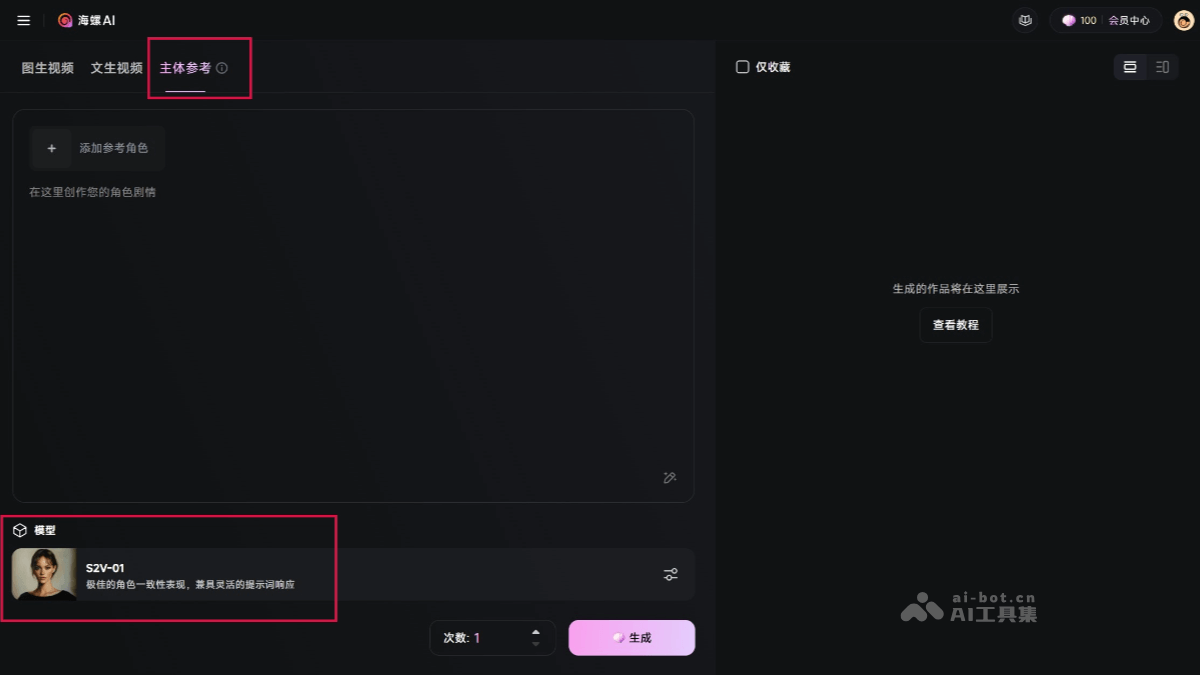 海螺AI
100 会员中心
图生视频 文生视频 主体参考
仅收藏
+ 添加参考角色
在这里创作您的角色剧情
生成的作品将在这里展示
查看教程
模型
S2V-01
极佳的角色一致性表现，兼具灵活的提示词响应
次数: 1
生成
ai-bot.cn
AI工具集